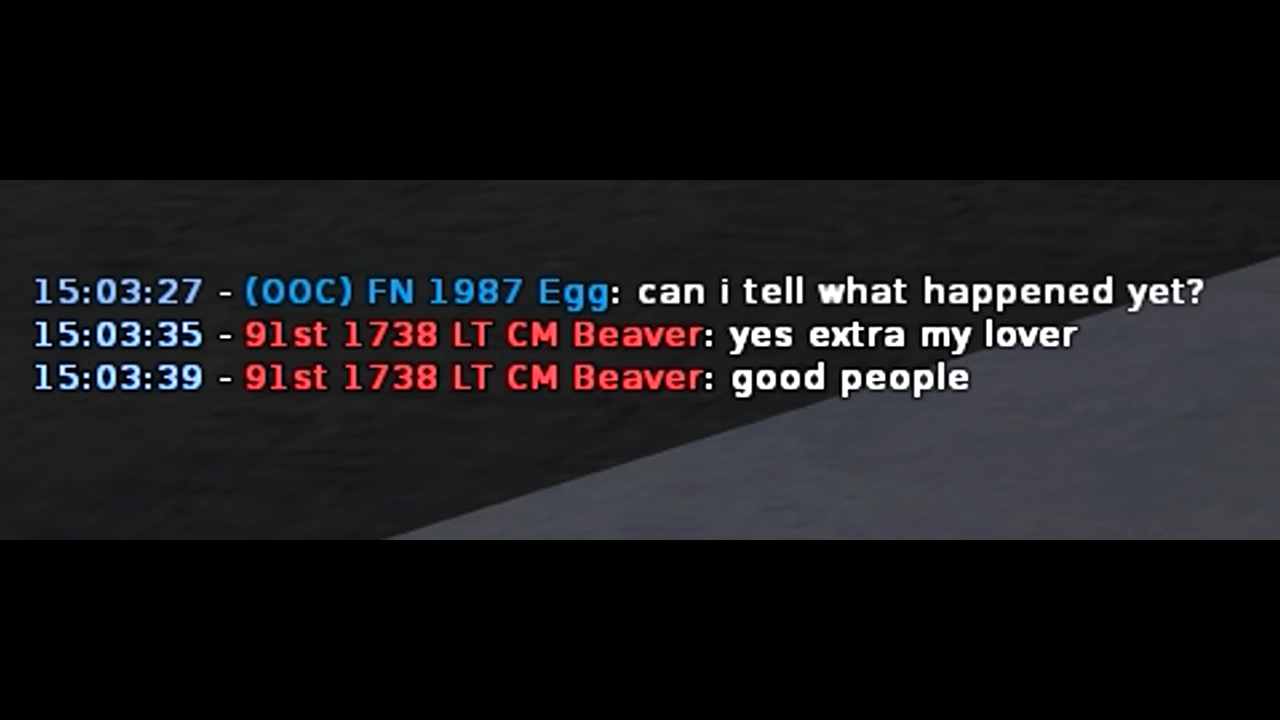 15:03:27 - (OOC) FN 1987 Egg: can i tell what happened yet?
15:03:35 - 91st 1738 LT CM Beaver: yes extra my lover
15:03:39 - 91st 1738 LT CM Beaver: good people